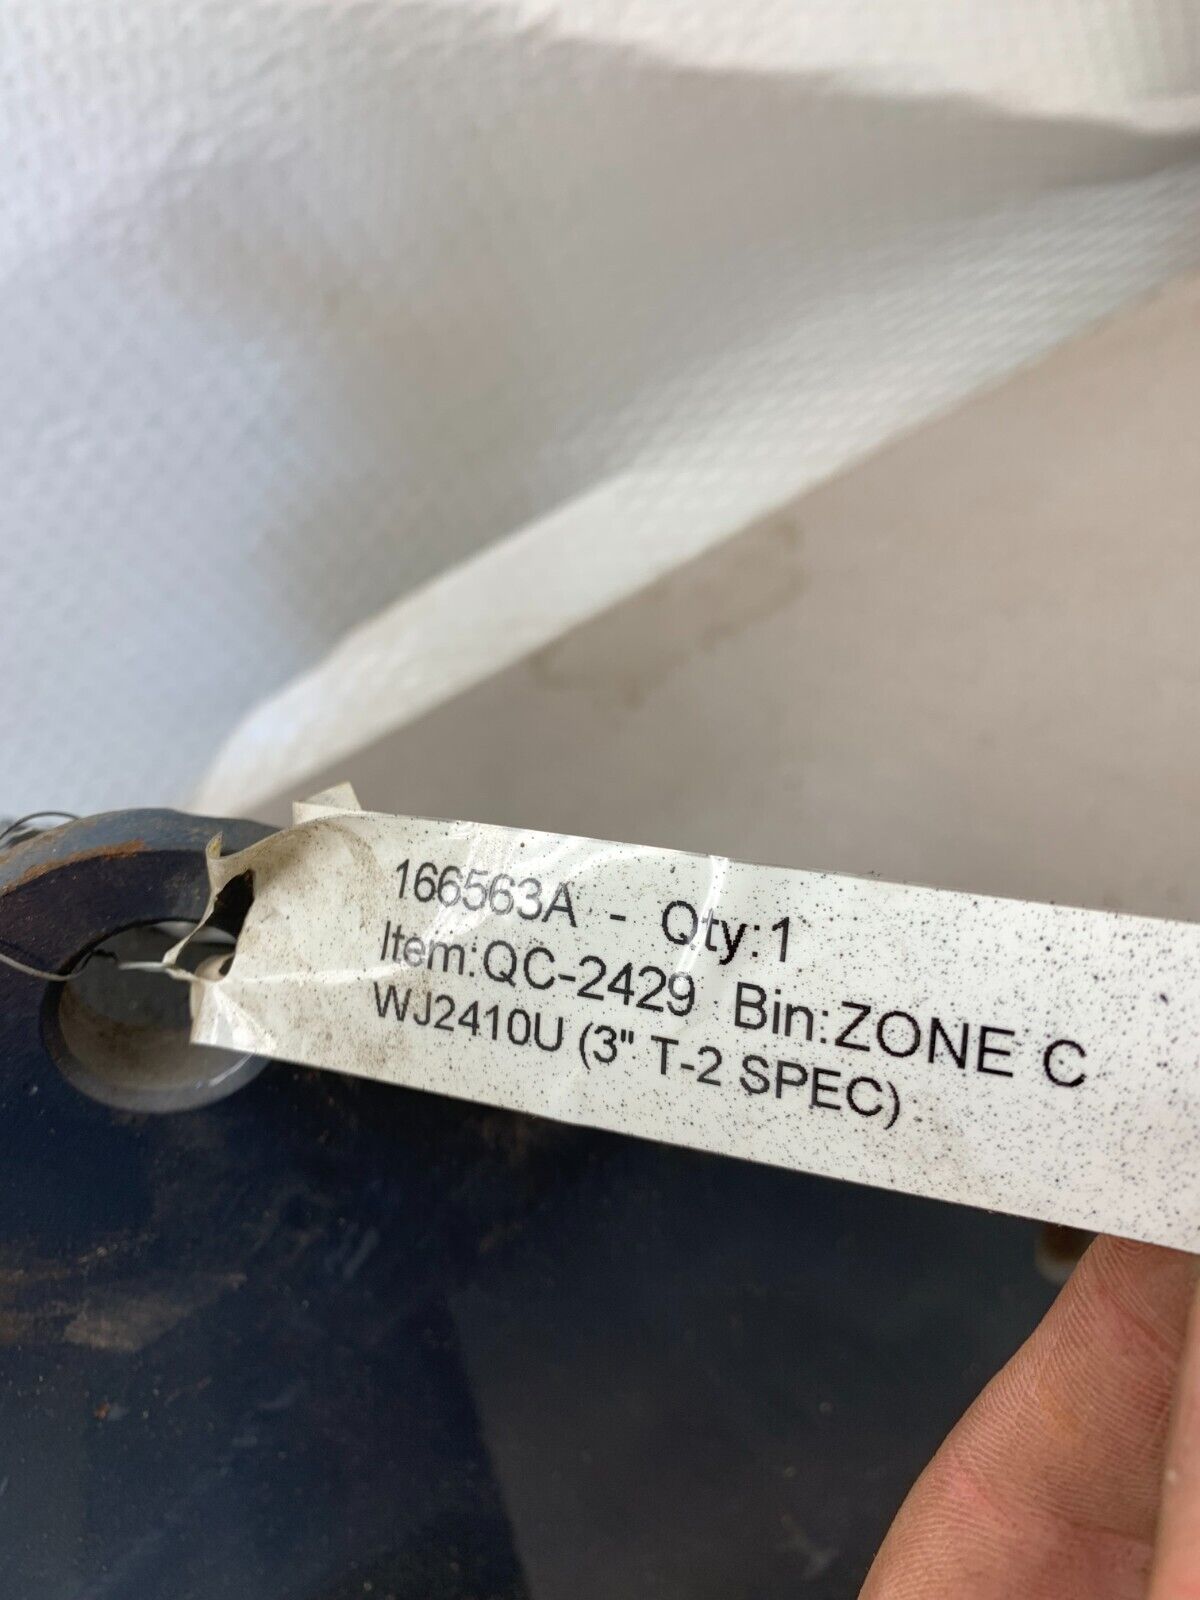 166563A - Qty:1
Item:QC-2429 Bin:ZONE C
WJ2410U (3" T-2 SPEC)